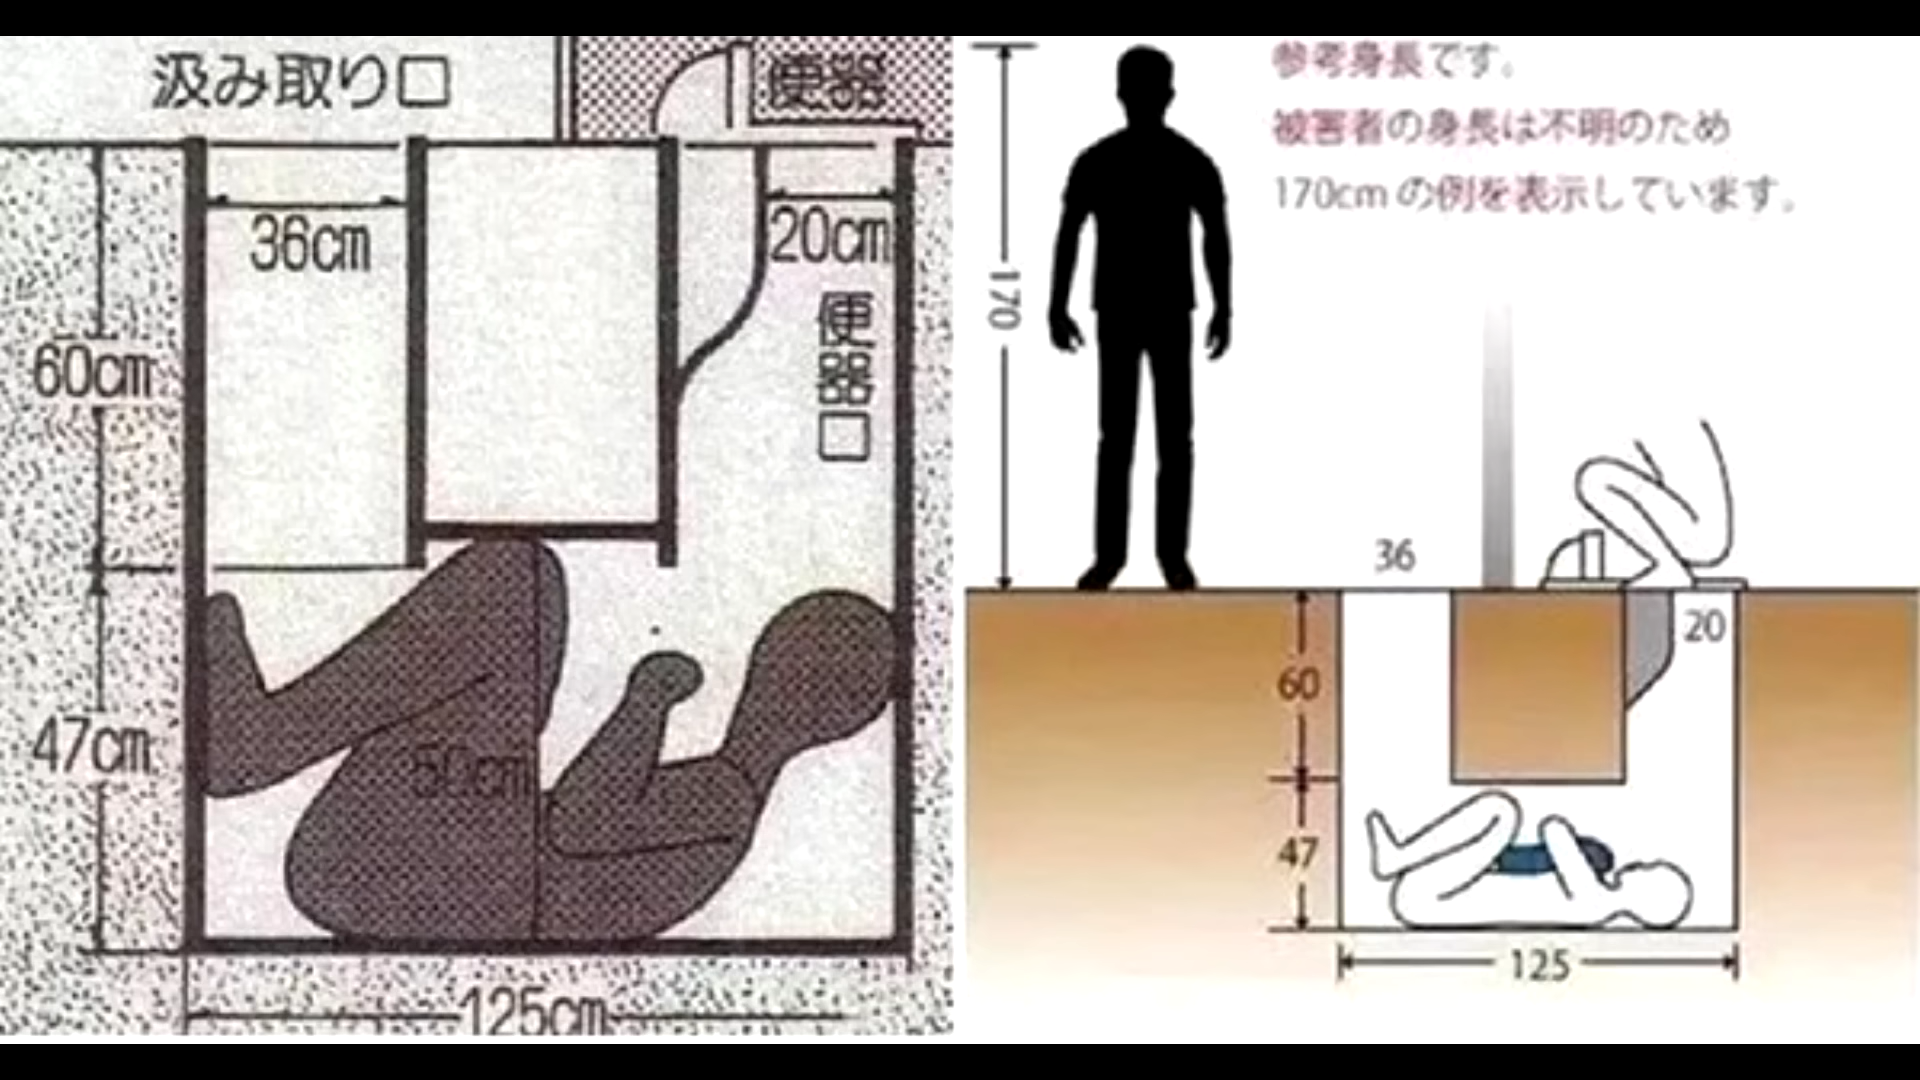 汲み取り口
便器
36cm
20cm
便器口
60cm
47cm
50cm
125cm
参考身長です。
被害者の身長は不明のため
170cmの例を表示しています。
170
36
20
60
47
125